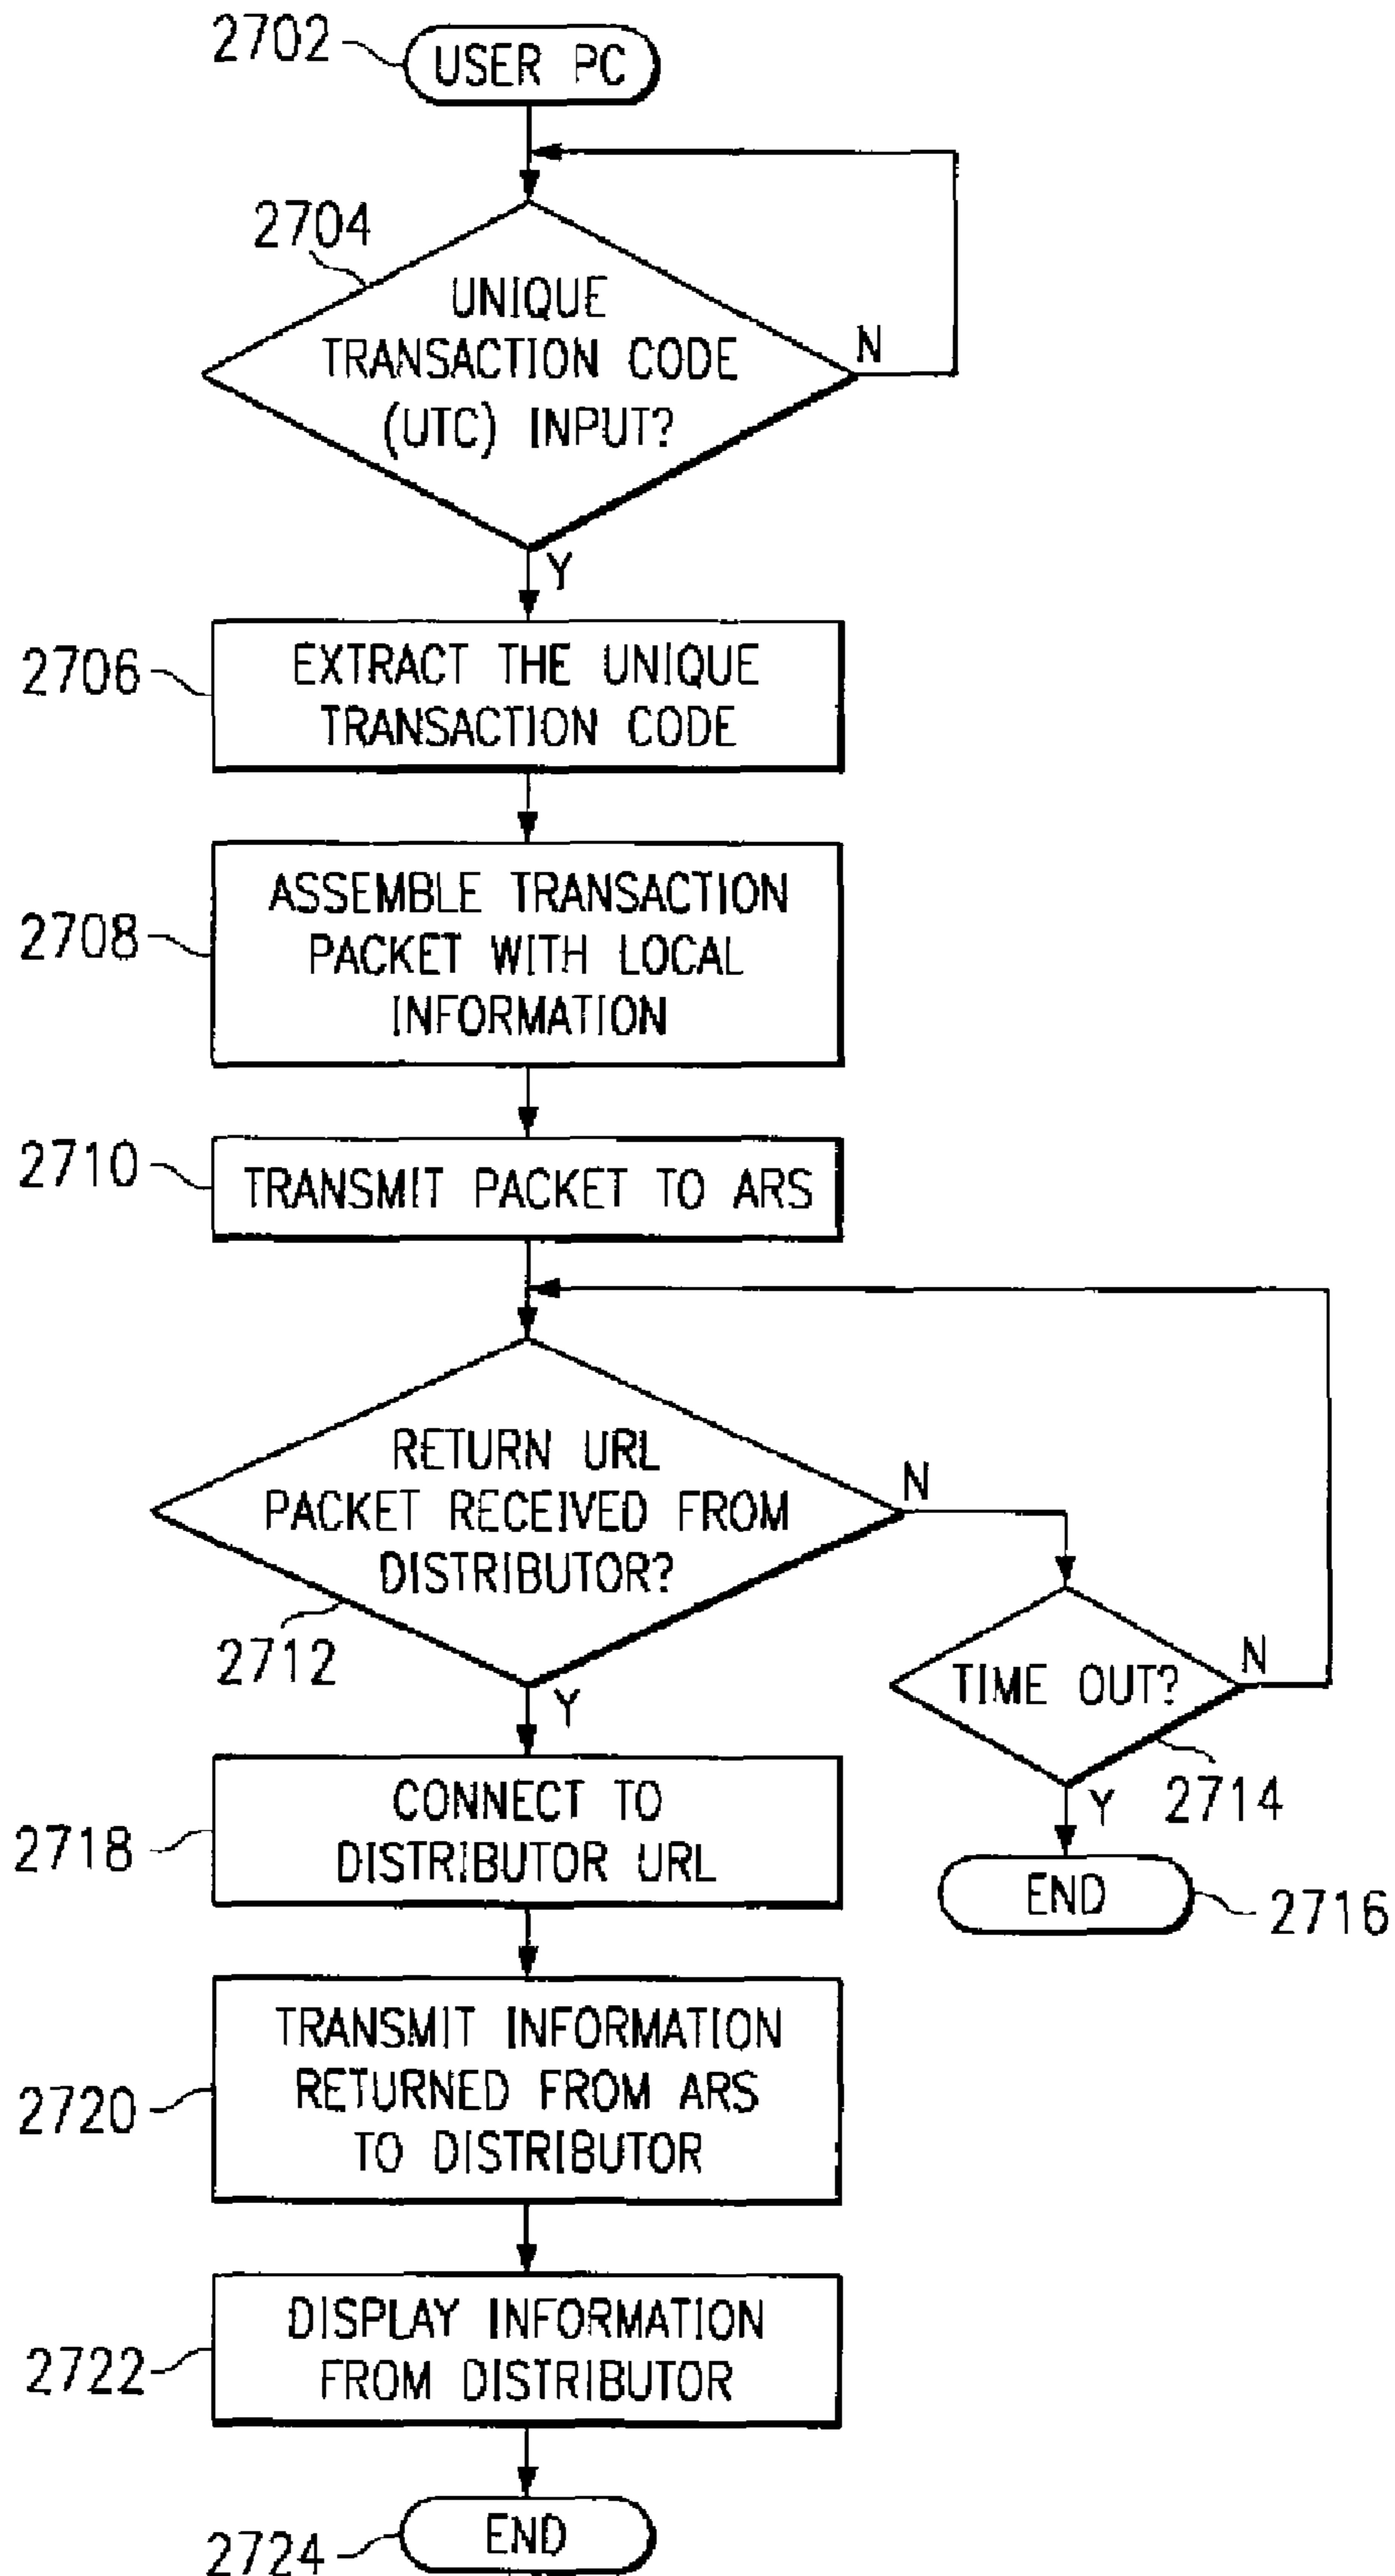 2702
USER PC
2704
UNIQUE
TRANSACTION CODE
(UTC) INPUT?
N
Y
2706
EXTRACT THE UNIQUE
TRANSACTION CODE
2708
ASSEMBLE TRANSACTION
PACKET WITH LOCAL
INFORMATION
2710
TRANSMIT PACKET TO ARS
RETURN URL
PACKET RECEIVED FROM
DISTRIBUTOR?
N
2712
Y
TIME OUT?
N
2714
Y
END
2716
2718
CONNECT TO
DISTRIBUTOR URL
2720
TRANSMIT INFORMATION
RETURNED FROM ARS
TO DISTRIBUTOR
2722
DISPLAY INFORMATION
FROM DISTRIBUTOR
2724
END